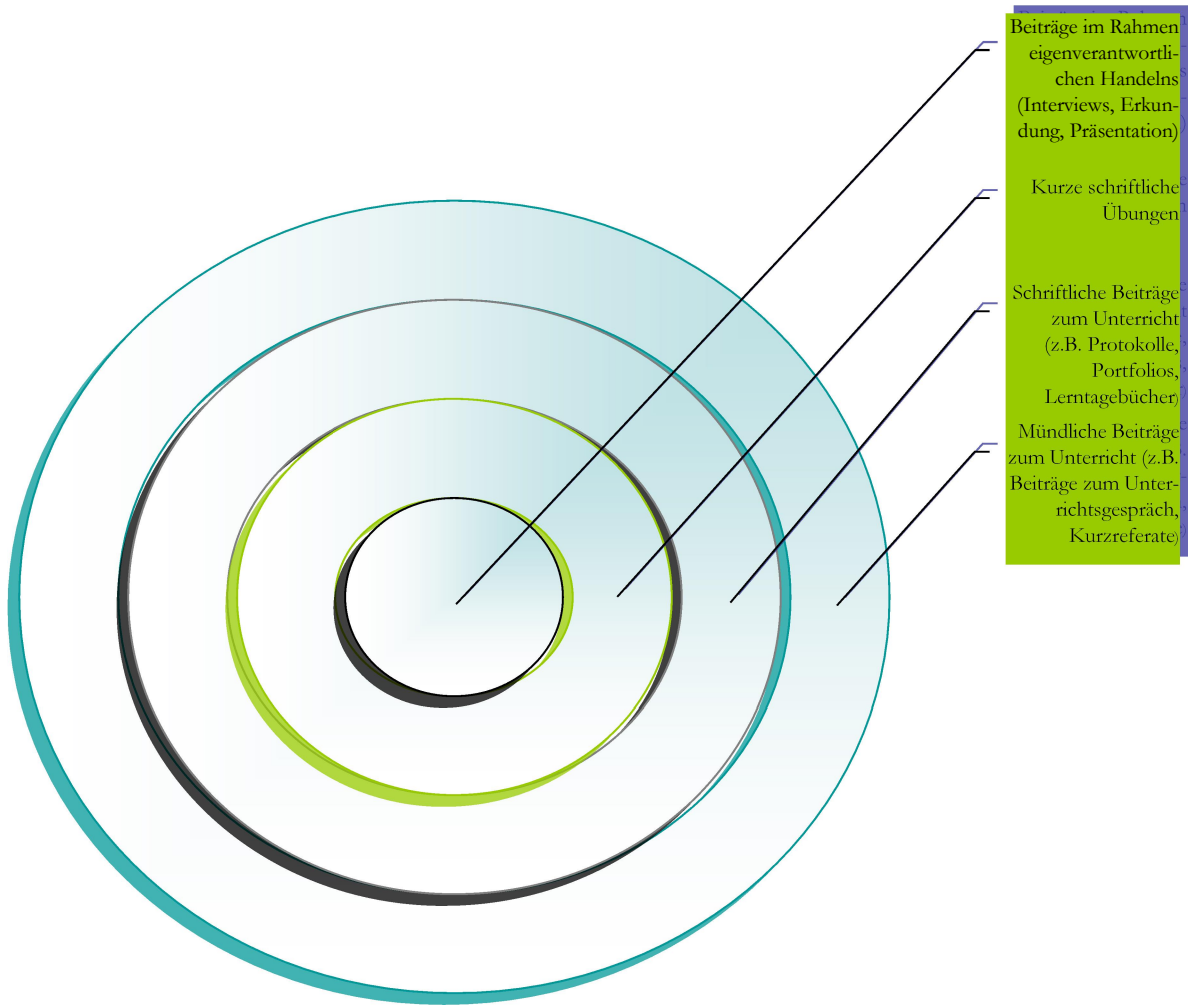 Beiträge im Rahmen
eigenverantwortli-
chen Handelns
(Interviews, Erkun-
dung, Präsentation)
Kurze schriftliche
Übungen
Schriftliche Beiträge
zum Unterricht
(z.B. Protokolle,
Portfolios,
Lerntagebücher)
Mündliche Beiträge
zum Unterricht (z.B.
Beiträge zum Unter-
richtsgespräch,
Kurzreferate)